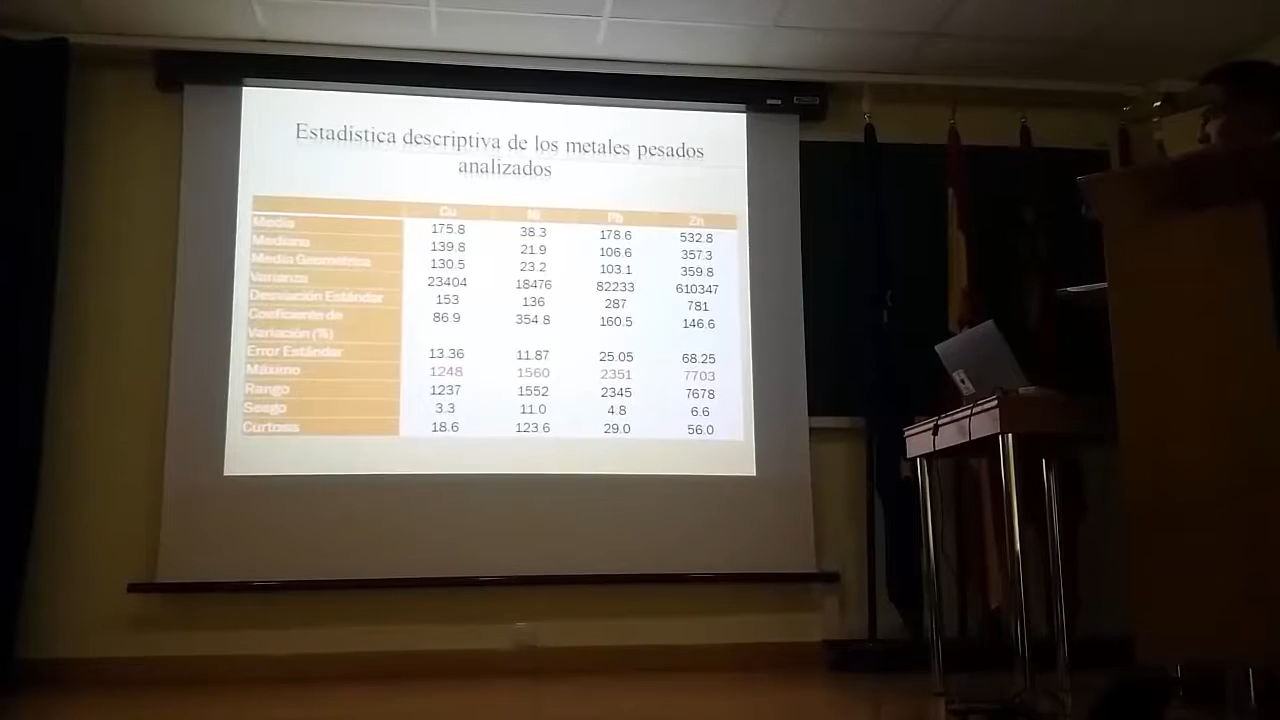 Estadística descriptiva de los metales pesados
analizados
Cu Ni Pb Zn
Media 175.8 38.3 178.6 532.8
Mediana 139.8 21.9 106.6 357.3
Media Geométrica 130.5 23.2 103.1 359.8
Varianza 23404 18476 82233 610347
Desviación Estándar 153 136 287 781
Coeficiente de 86.9 354.8 160.5 146.6
Variación (%)
Error Estándar 13.36 11.87 25.05 68.25
Máximo 1248 1560 2351 7703
Rango 1237 1552 2345 7678
Sesgo 3.3 11.0 4.8 6.6
Curtosis 18.6 123.6 29.0 56.0